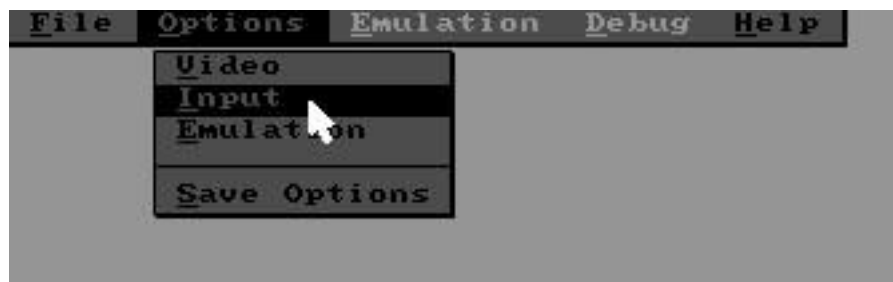 File Options Emulation Debug Help
Video
Input
Emulation
Save Options